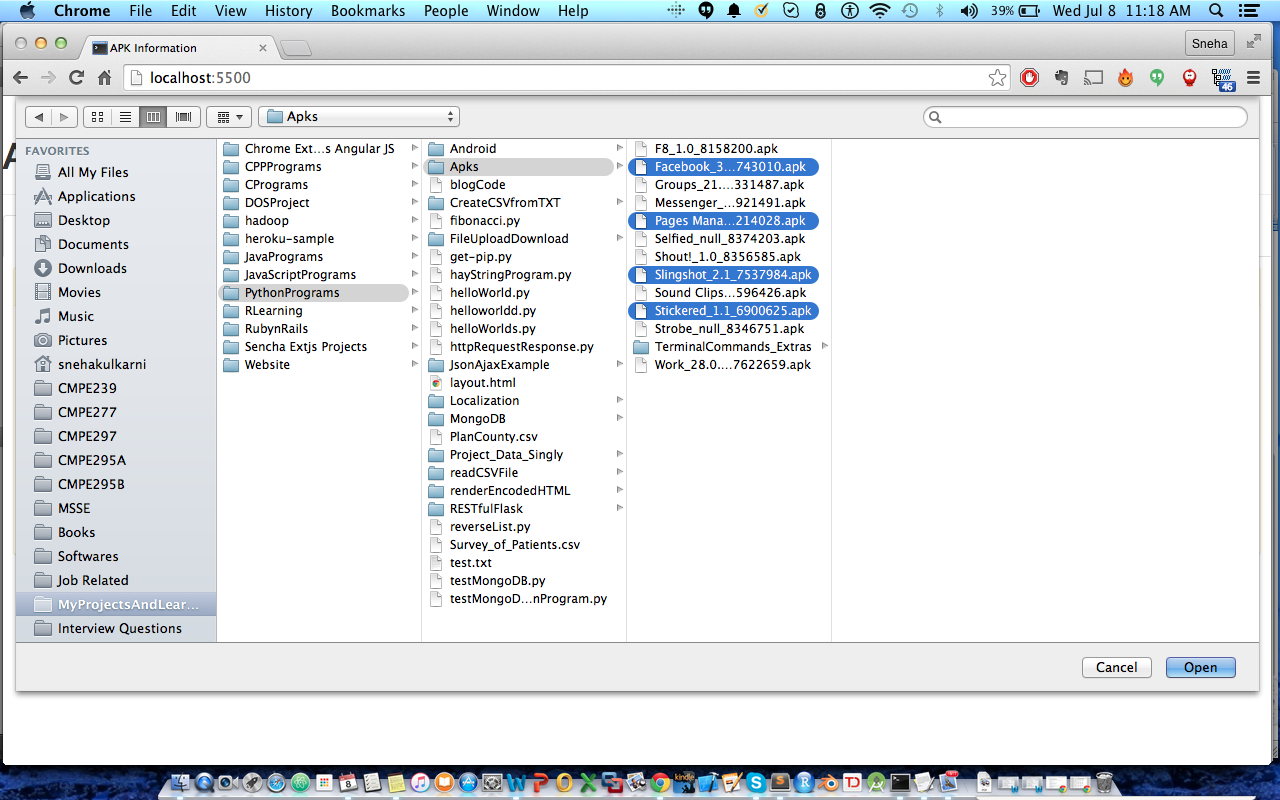 Chrome File Edit View History Bookmarks People Window Help 39% Wed Jul 8 11:18 AM
APK Information
Sneha
localhost:5500
46
Apks
FAVORITES
All My Files
Applications
Desktop
Documents
Downloads
Movies
Music
Pictures
snehakulkarni
CMPE239
CMPE277
CMPE297
CMPE295A
CMPE295B
MSSE
Books
Softwares
Job Related
MyProjectsAndLear...
Interview Questions
Chrome Ext...s Angular JS
CPPPrograms
CPrograms
DOSProject
hadoop
heroku-sample
JavaPrograms
JavaScriptPrograms
PythonPrograms
RLearning
RubynRails
Sencha Extjs Projects
Website
Android
Apks
blogCode
CreateCSVfromTXT
fibonacci.py
FileUploadDownload
get-pip.py
hayStringProgram.py
helloWorld.py
helloworldd.py
helloWorlds.py
httpRequestResponse.py
JsonAjaxExample
layout.html
Localization
MongoDB
PlanCounty.csv
Project_Data_Singly
readCSVFile
renderEncodedHTML
RESTfulFlask
reverseList.py
Survey_of_Patients.csv
test.txt
testMongoDB.py
testMongoD...nProgram.py
F8_1.0_8158200.apk
Facebook_3...743010.apk
Groups_21....331487.apk
Messenger_...921491.apk
Pages Mana...214028.apk
Selfied_null_8374203.apk
Shout!_1.0_8356585.apk
Slingshot_2.1_7537984.apk
Sound Clips...596426.apk
Stickered_1.1_6900625.apk
Strobe_null_8346751.apk
TerminalCommands_Extras
Work_28.0....7622659.apk
Cancel Open